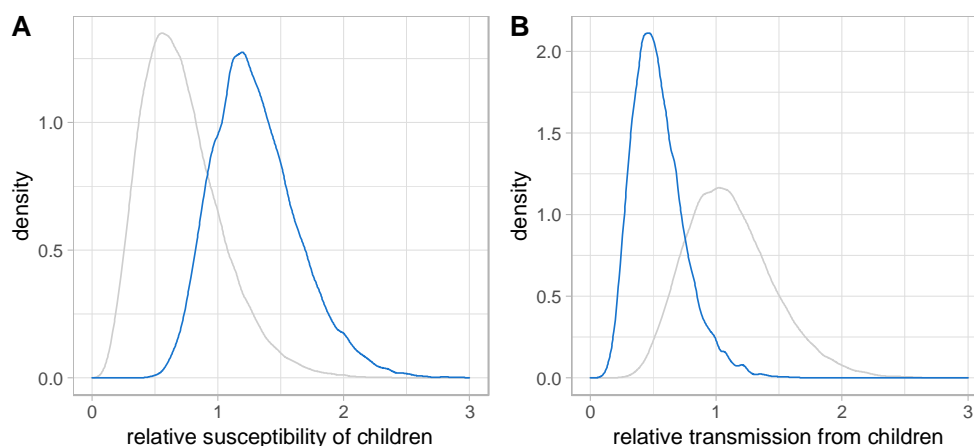 A
density
1.0
0.5
0.0
0
1
2
3
relative susceptibility of children
B
density
2.0
1.5
1.0
0.5
0.0
0
1
2
3
relative transmission from children